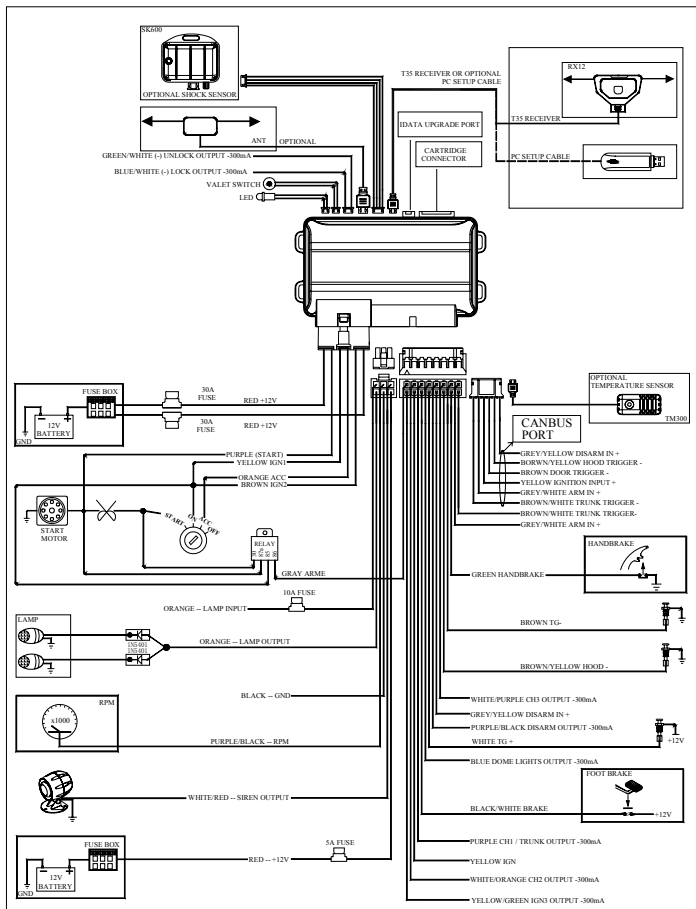 SK600
OPTIONAL SHOCK SENSOR
ANT OPTIONAL
GREEN/WHITE (-) UNLOCK OUTPUT -300mA
BLUE/WHITE (-) LOCK OUTPUT -300mA
VALET SWITCH
LED
T35 RECEIVER OR OPTIONAL
PC SETUP CABLE
IDATA UPGRADE PORT
CARTRIDGE
CONNECTOR
RX12
T35 RECEIVER
PC SETUP CABLE
FUSE BOX
12V
BATTERY
GND
30A
FUSE
RED +12V
30A
FUSE
RED +12V
OPTIONAL
TEMPERATURE SENSOR
TM300
CANBUS
PORT
PURPLE (START)
YELLOW IGN1
ORANGE ACC
BROWN IGN2
START
MOTOR
START
ON
ACC
OFF
RELAY
30
87a
85
86
GRAY ARME
GREY/YELLOW DISARM IN +
BORWN/YELLOW HOOD TRIGGER -
BROWN DOOR TRIGGER -
YELLOW IGNITION INPUT +
GREY/WHITE ARM IN +
BROWN/WHITE TRUNK TRIGGER -
BROWN/WHITE TRUNK TRIGGER-
GREY/WHITE ARM IN +
HANDBRAKE
GREEN HANDBRAKE
10A FUSE
ORANGE -- LAMP INPUT
LAMP
1N5401
1N5401
ORANGE -- LAMP OUTPUT
BROWN TG-
BROWN/YELLOW HOOD -
BLACK -- GND
RPM
x1000
PURPLE/BLACK -- RPM
WHITE/PURPLE CH3 OUTPUT -300mA
GREY/YELLOW DISARM IN +
PURPLE/BLACK DISARM OUTPUT -300mA
WHITE TG +
+12V
BLUE DOME LIGHTS OUTPUT -300mA
WHITE/RED -- SIREN OUTPUT
FOOT BRAKE
BLACK/WHITE BRAKE
+12V
FUSE BOX
12V
BATTERY
GND
5A FUSE
RED -- +12V
PURPLE CH1 / TRUNK OUTPUT -300mA
YELLOW IGN
WHITE/ORANGE CH2 OUTPUT -300mA
YELLOW/GREEN IGN3 OUTPUT -300mA